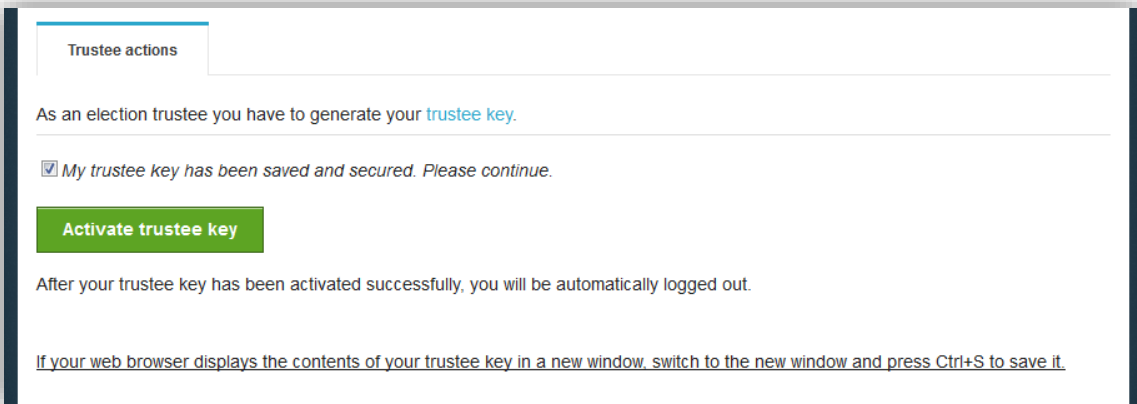 Trustee actions
As an election trustee you have to generate your trustee key.
My trustee key has been saved and secured. Please continue.
Activate trustee key
After your trustee key has been activated successfully, you will be automatically logged out.
If your web browser displays the contents of your trustee key in a new window, switch to the new window and press Ctrl+S to save it.